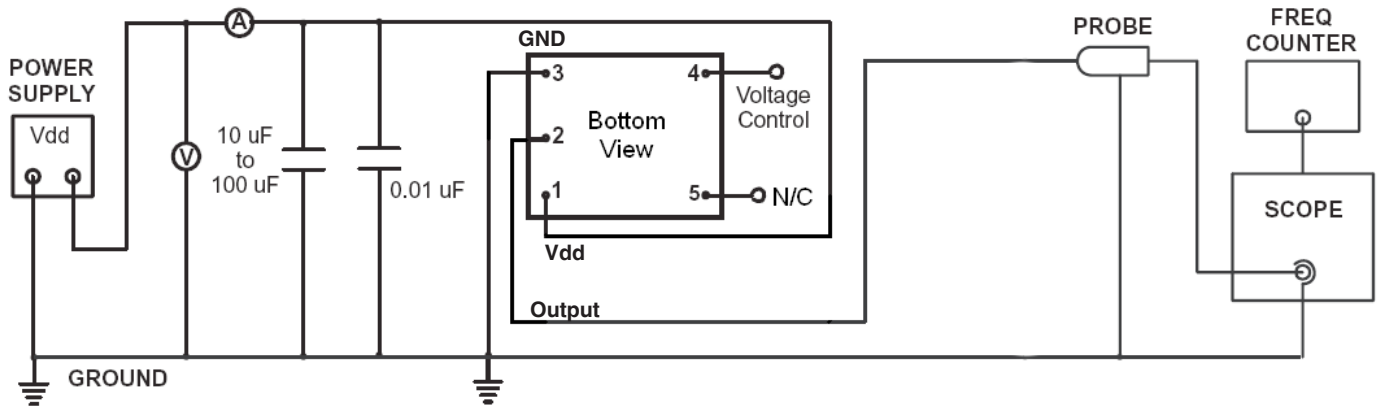 POWER
SUPPLY
Vdd
A
V
10 uF
to
100 uF
0.01 uF
GROUND
GND
3
2
1
4
5
Bottom
View
Voltage
Control
N/C
Vdd
Output
PROBE
FREQ
COUNTER
SCOPE